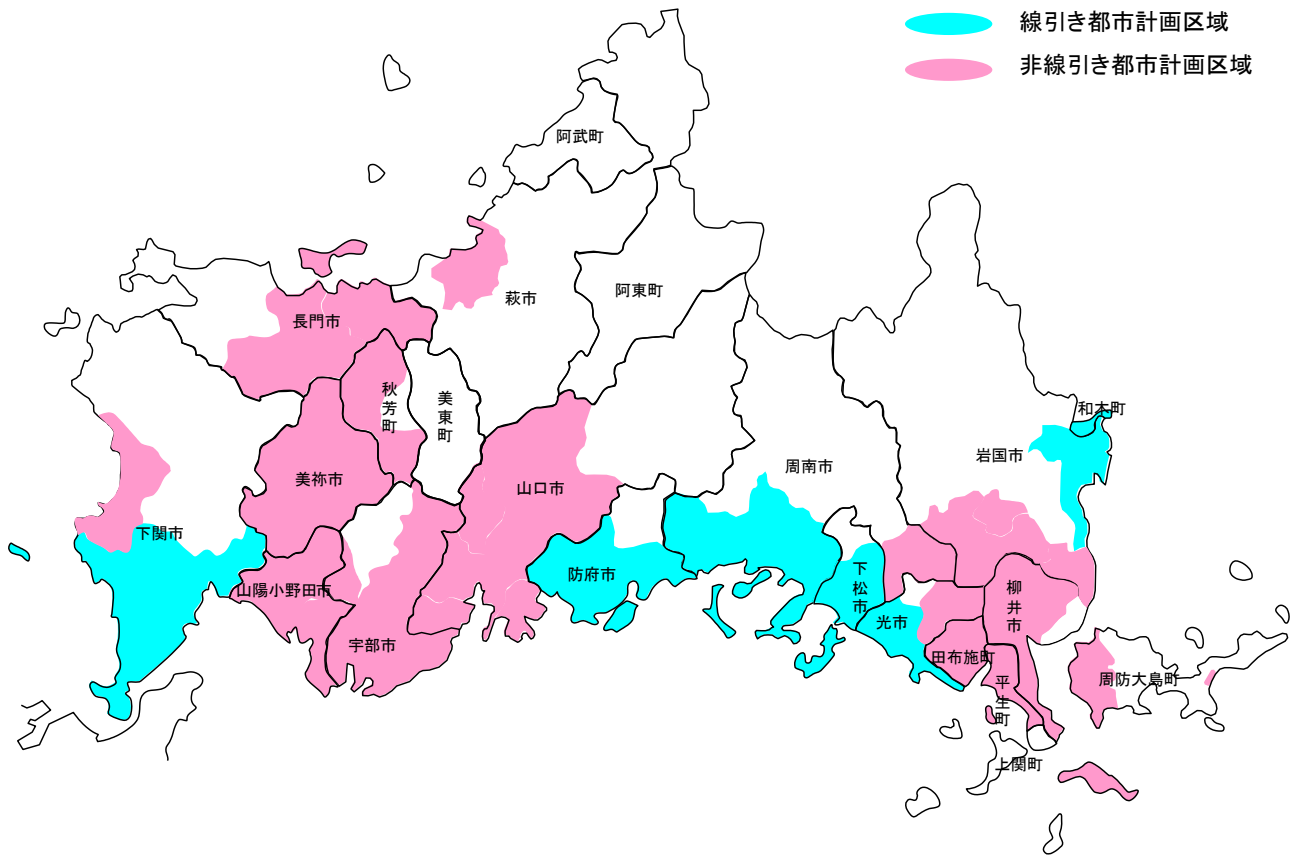 線引き都市計画区域
非線引き都市計画区域
阿武町
萩市
阿東町
長門市
秋芳町
美東町
和木町
岩国市
周南市
美祢市
山口市
下関市
防府市
下松市
柳井市
山陽小野田市
光市
宇部市
田布施町
周防大島町
平生町
上関町